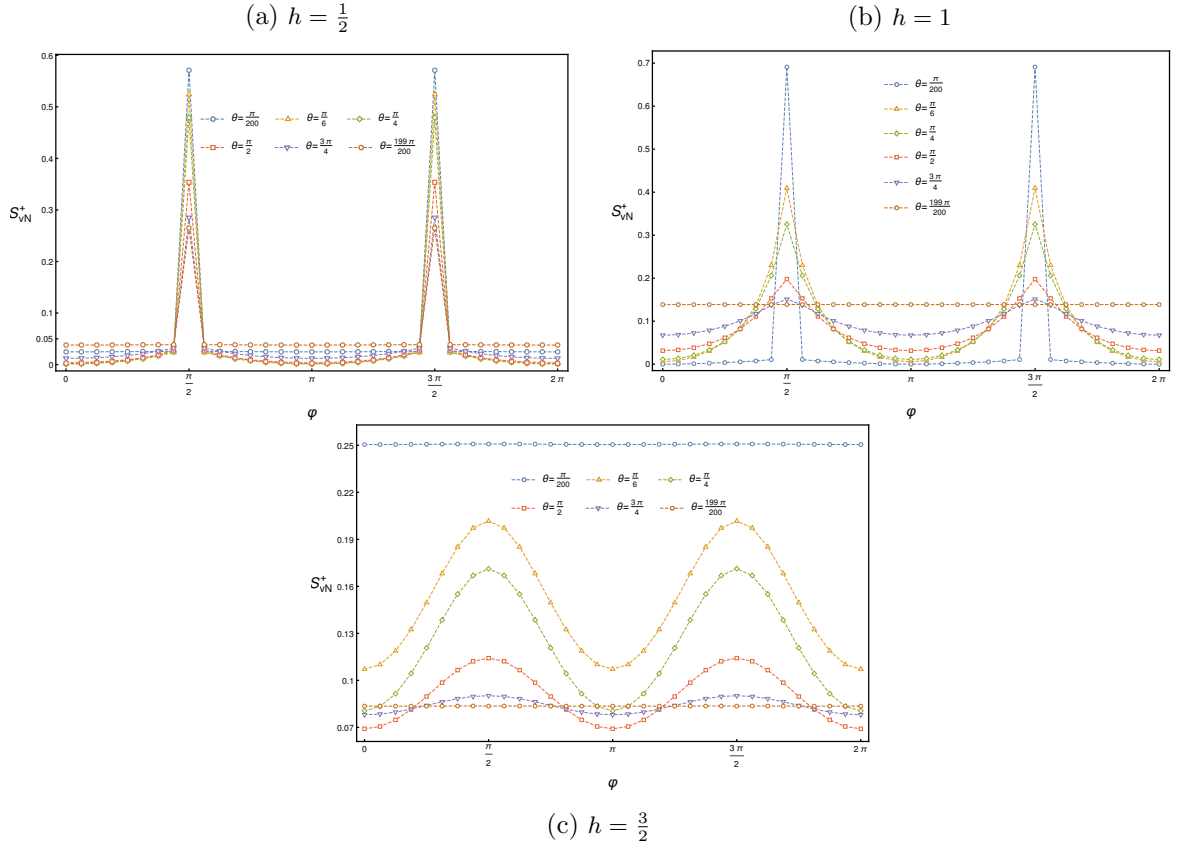 (a) h = 1/2
(b) h = 1
0.6
0.5
0.4
0.3
0.2
0.1
0.05
0
S⁺vN
θ=π/200 θ=π/6 θ=π/4
θ=π/2 θ=3π/4 θ=199π/200
0 π/2 π 3π/2 2π
φ
0.7
0.6
0.5
0.4
0.3
0.2
0.1
0
S⁺vN
θ=π/200
θ=π/6
θ=π/4
θ=π/2
θ=3π/4
θ=199π/200
0 π/2 π 3π/2 2π
φ
0.25
0.22
0.19
0.16
0.13
0.1
0.07
S⁺vN
θ=π/200 θ=π/6 θ=π/4
θ=π/2 θ=3π/4 θ=199π/200
0 π/2 π 3π/2 2π
φ
(c) h = 3/2